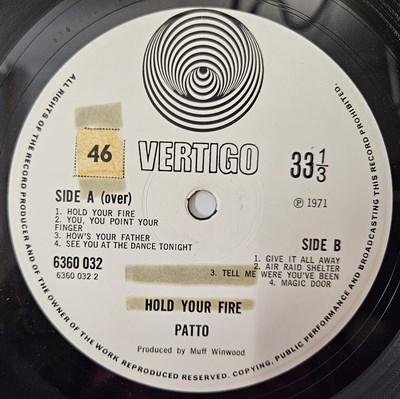 ALL RIGHTS OF THE RECORD PRODUCER AND OF THE OWNER OF THE WORK REPRODUCED RESERVED. COPYING, PUBLIC PERFORMANCE AND BROADCASTING THIS RECORD PROHIBITED.
46
VERTIGO
33 1/3
SIDE A (over)
1. HOLD YOUR FIRE
2. YOU, YOU POINT YOUR
FINGER
3. HOW'S YOUR FATHER
4. SEE YOU AT THE DANCE TONIGHT
6360 032
6360 032 2
Ⓟ 1971
SIDE B
1. GIVE IT ALL AWAY
2. AIR RAID SHELTER
3. TELL ME WERE YOU'VE BEEN
4. MAGIC DOOR
HOLD YOUR FIRE
PATTO
Produced by Muff Winwood